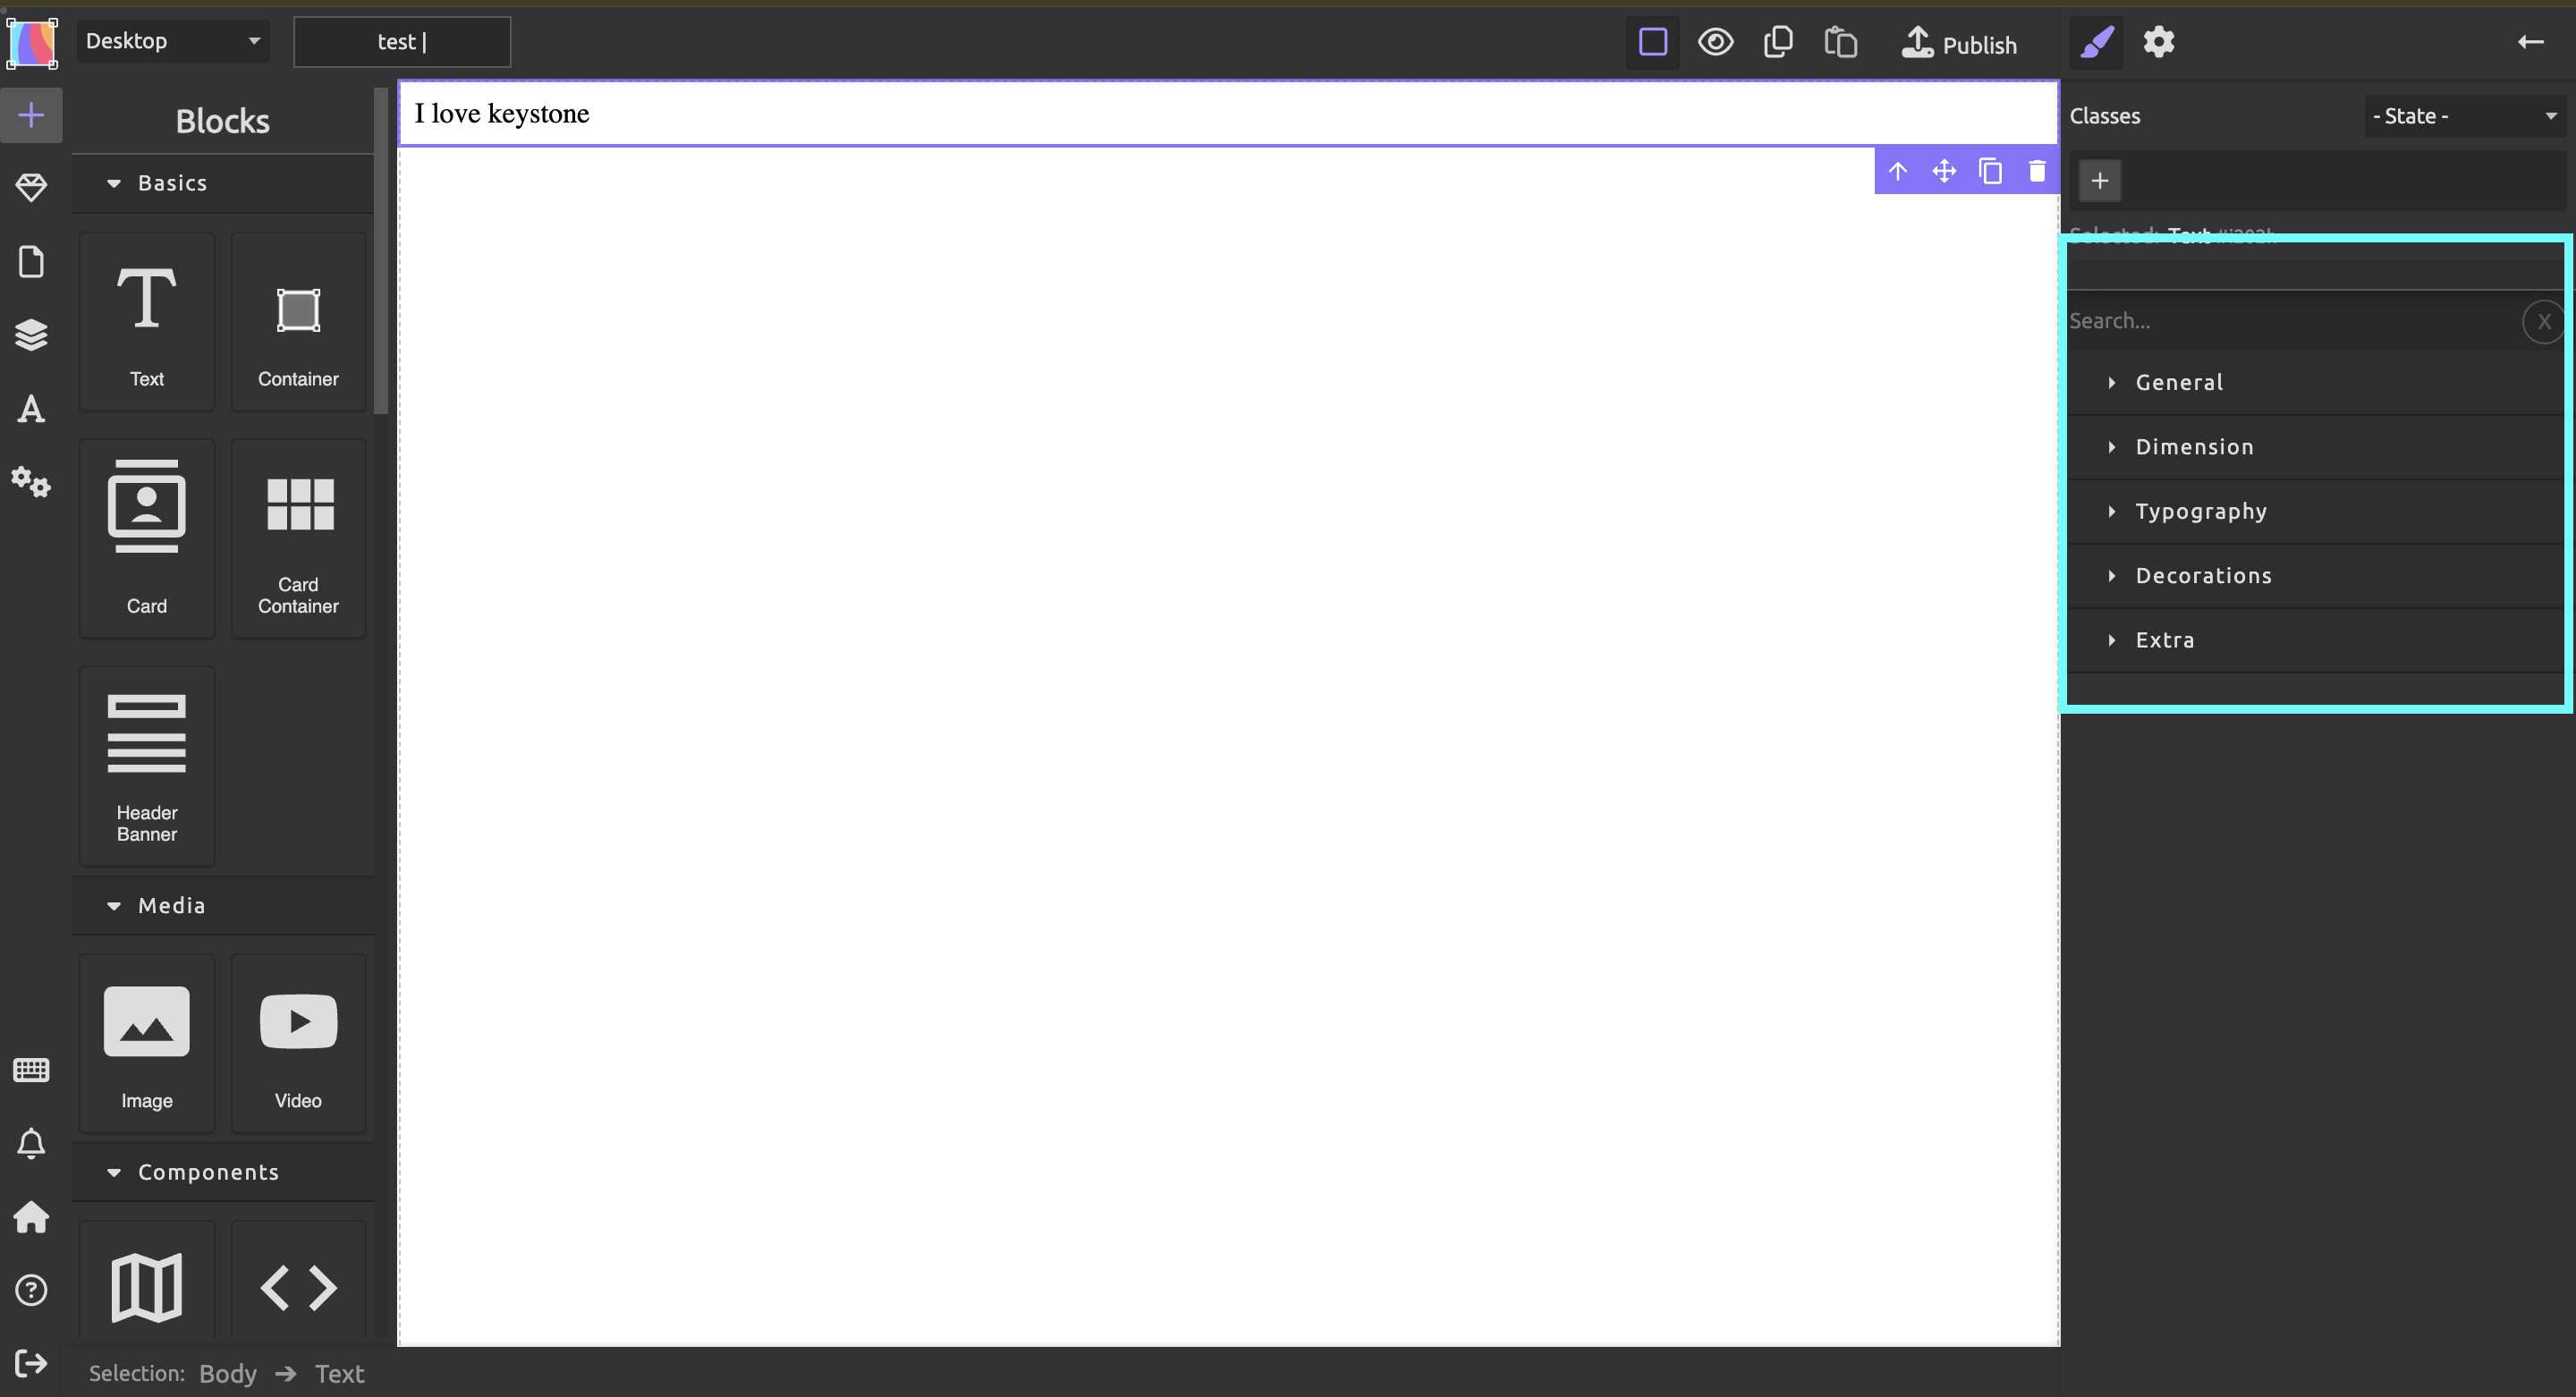 Desktop
test |
Publish
Blocks
Basics
Text
Container
Card
Card
Container
Header
Banner
Media
Image
Video
Components
I love keystone
Classes
- State -
+
Selected: Text
Search...
X
General
Dimension
Typography
Decorations
Extra
Selection: Body → Text